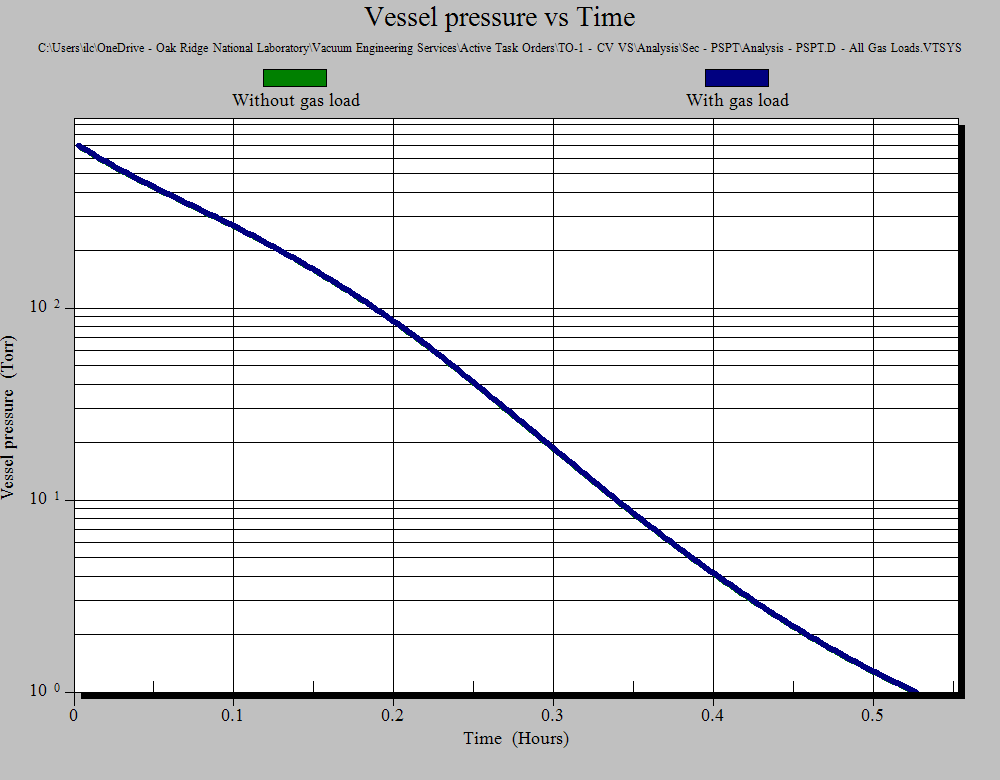 Vessel pressure vs Time
C:\Users\ilc\OneDrive - Oak Ridge National Laboratory\Vacuum Engineering Services\Active Task Orders\TO-1 - CV VS\Analysis\Sec - PSPT\Analysis - PSPT.D - All Gas Loads.VTSYS
Without gas load With gas load
10 2
10 1
10 0
Vessel pressure (Torr)
0 0.1 0.2 0.3 0.4 0.5
Time (Hours)